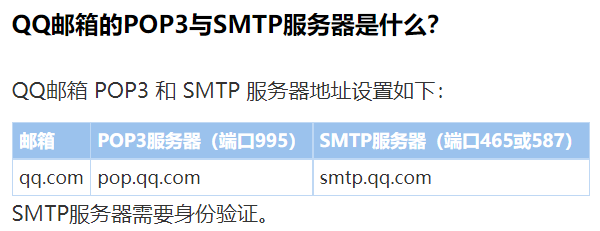 QQ邮箱的POP3与SMTP服务器是什么？
QQ邮箱 POP3 和 SMTP 服务器地址设置如下：
邮箱 POP3服务器（端口995） SMTP服务器（端口465或587）
qq.com pop.qq.com smtp.qq.com
SMTP服务器需要身份验证。